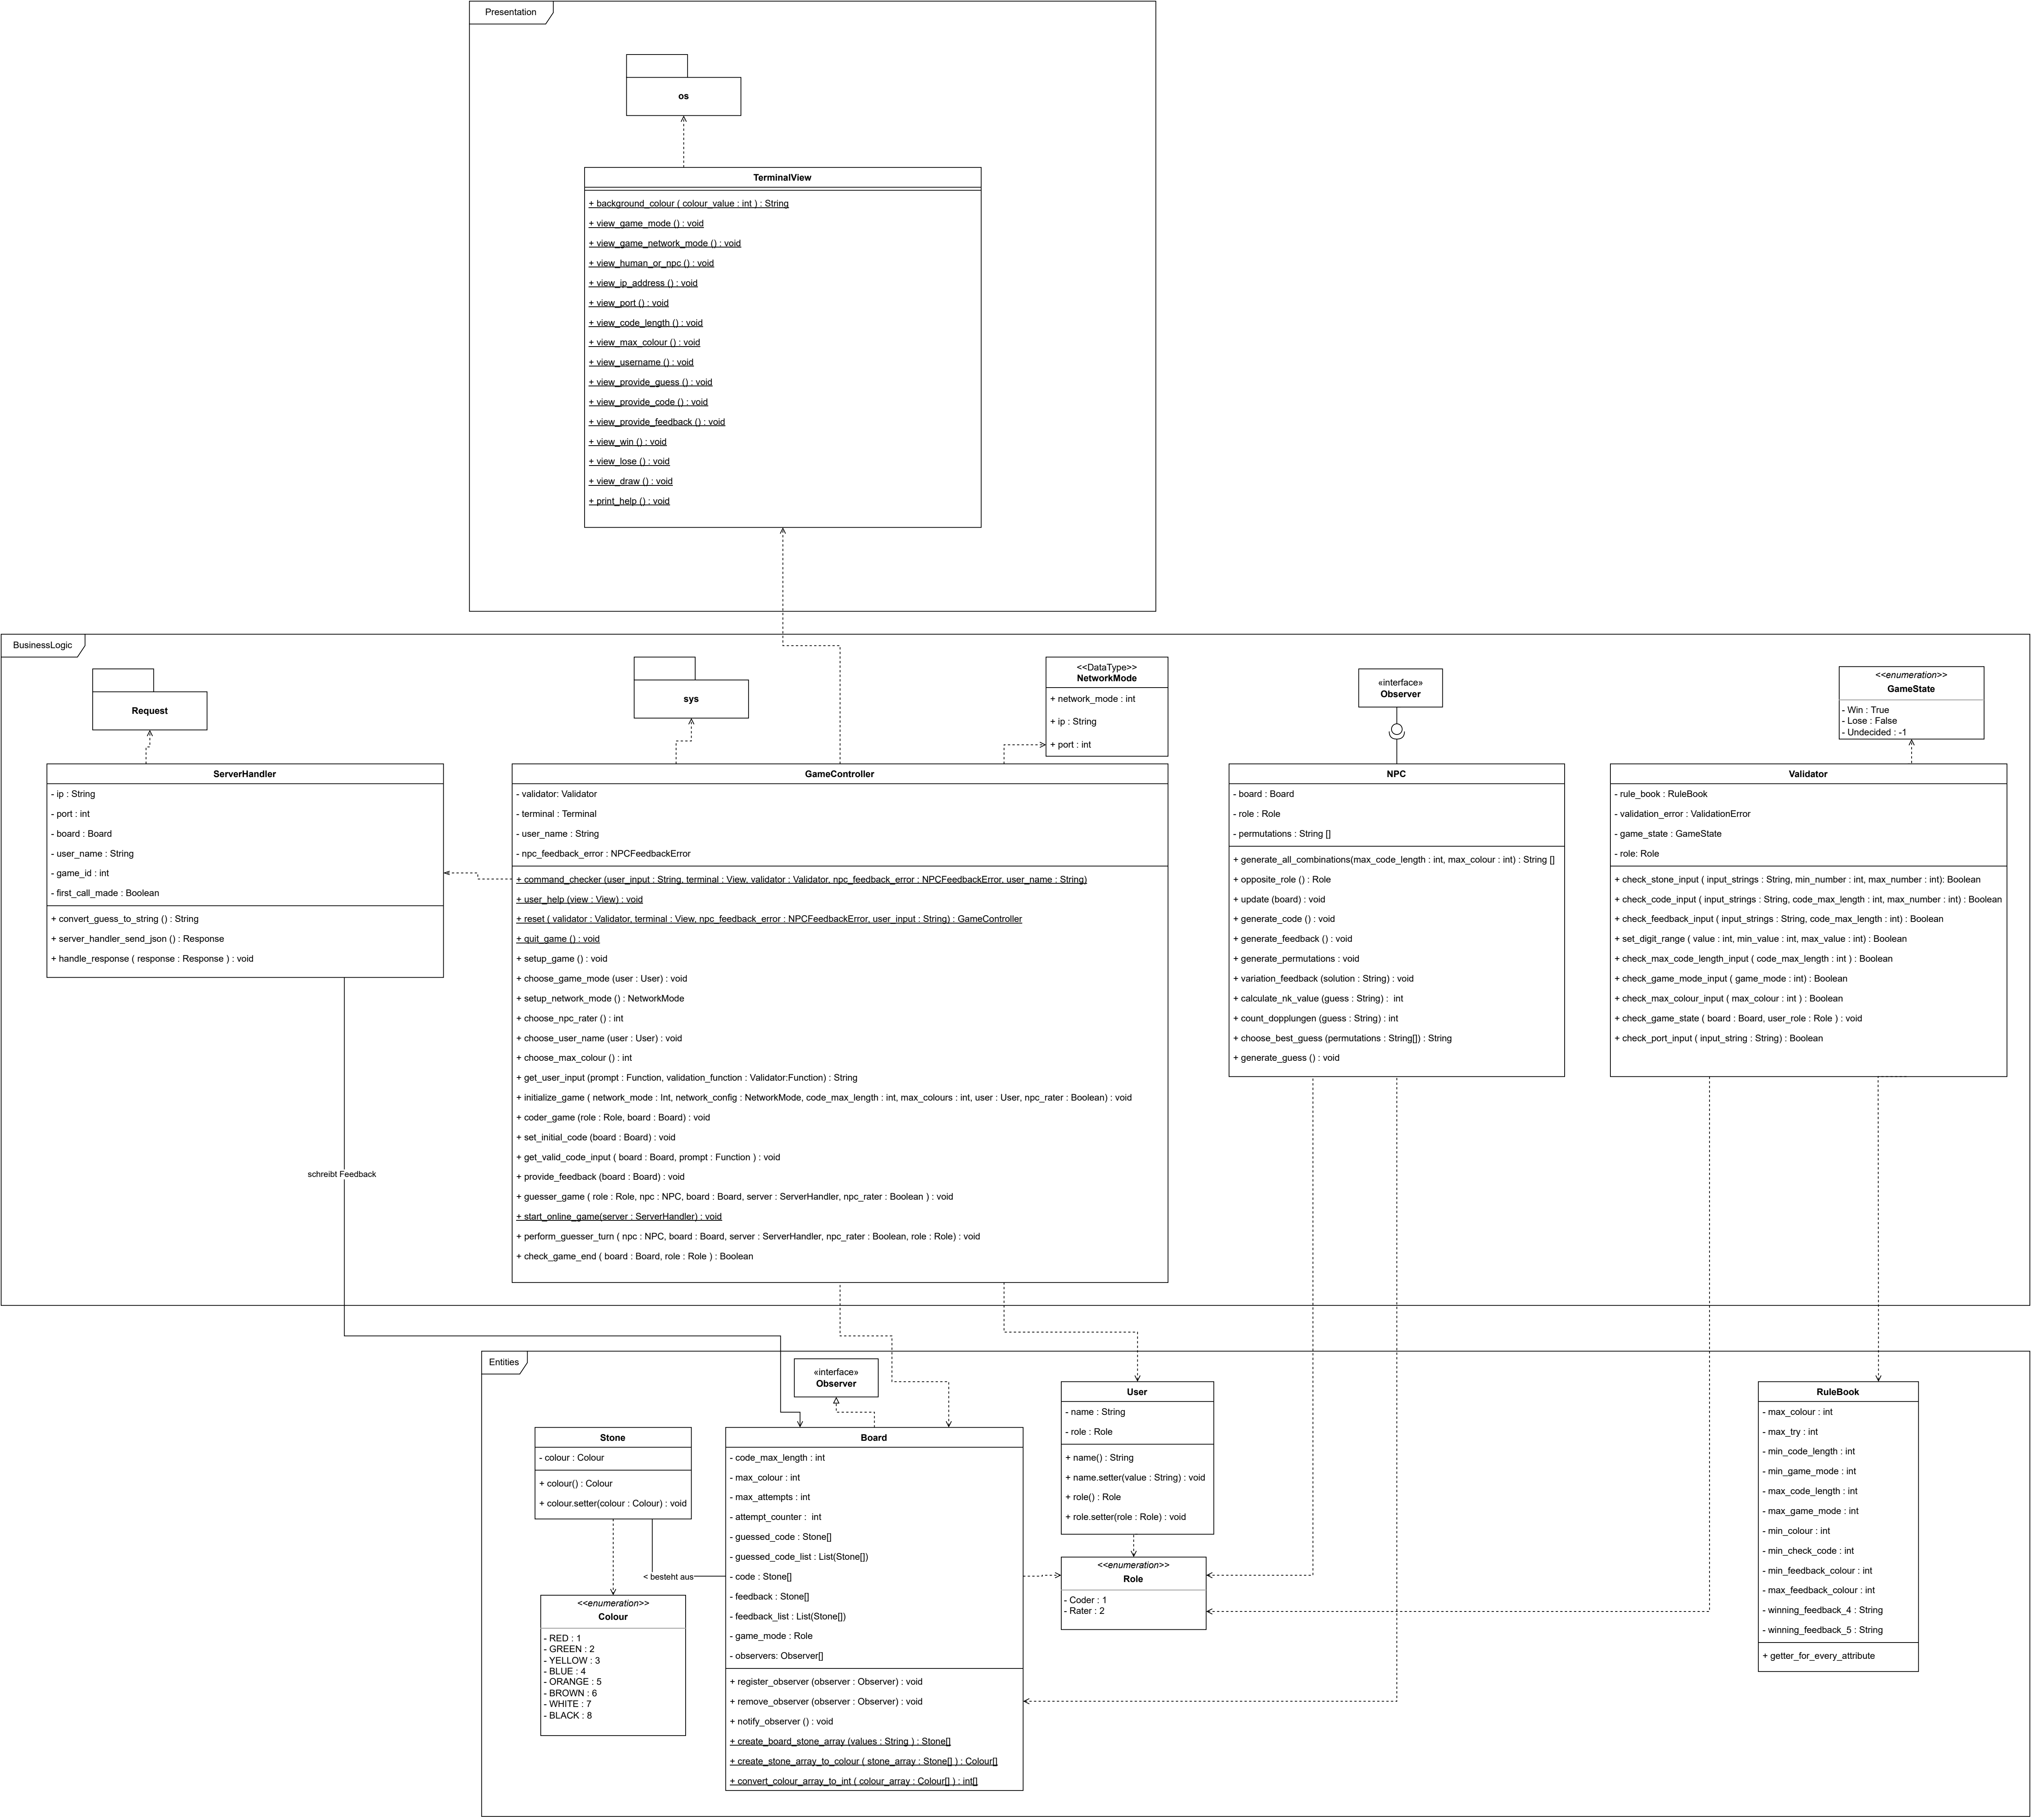 Presentation
os
TerminalView
+ background_colour ( colour_value : int ) : String
+ view_game_mode () : void
+ view_game_network_mode () : void
+ view_human_or_npc () : void
+ view_ip_address () : void
+ view_port () : void
+ view_code_length () : void
+ view_max_colour () : void
+ view_username () : void
+ view_provide_guess () : void
+ view_provide_code () : void
+ view_provide_feedback () : void
+ view_win () : void
+ view_lose () : void
+ view_draw () : void
+ print_help () : void
BusinessLogic
Request
sys
<<DataType>>
NetworkMode
+ network_mode : int
+ ip : String
+ port : int
«interface»
Observer
<<enumeration>>
GameState
- Win : True
- Lose : False
- Undecided : -1
ServerHandler
- ip : String
- port : int
- board : Board
- user_name : String
- game_id : int
- first_call_made : Boolean
+ convert_guess_to_string () : String
+ server_handler_send_json () : Response
+ handle_response ( response : Response ) : void
GameController
- validator: Validator
- terminal : Terminal
- user_name : String
- npc_feedback_error : NPCFeedbackError
+ command_checker (user_input : String, terminal : View, validator : Validator, npc_feedback_error : NPCFeedbackError, user_name : String)
+ user_help (view : View) : void
+ reset ( validator : Validator, terminal : View, npc_feedback_error : NPCFeedbackError, user_input : String) : GameController
+ quit_game () : void
+ setup_game () : void
+ choose_game_mode (user : User) : void
+ setup_network_mode () : NetworkMode
+ choose_npc_rater () : int
+ choose_user_name (user : User) : void
+ choose_max_colour () : int
+ get_user_input (prompt : Function, validation_function : Validator:Function) : String
+ initialize_game ( network_mode : Int, network_config : NetworkMode, code_max_length : int, max_colours : int, user : User, npc_rater : Boolean) : void
+ coder_game (role : Role, board : Board) : void
+ set_initial_code (board : Board) : void
+ get_valid_code_input ( board : Board, prompt : Function ) : void
+ provide_feedback (board : Board) : void
+ guesser_game ( role : Role, npc : NPC, board : Board, server : ServerHandler, npc_rater : Boolean ) : void
+ start_online_game(server : ServerHandler) : void
+ perform_guesser_turn ( npc : NPC, board : Board, server : ServerHandler, npc_rater : Boolean, role : Role) : void
+ check_game_end ( board : Board, role : Role ) : Boolean
NPC
- board : Board
- role : Role
- permutations : String []
+ generate_all_combinations(max_code_length : int, max_colour : int) : String []
+ opposite_role () : Role
+ update (board) : void
+ generate_code () : void
+ generate_feedback () : void
+ generate_permutations : void
+ variation_feedback (solution : String) : void
+ calculate_nk_value (guess : String) : int
+ count_dopplungen (guess : String) : int
+ choose_best_guess (permutations : String[]) : String
+ generate_guess () : void
Validator
- rule_book : RuleBook
- validation_error : ValidationError
- game_state : GameState
- role: Role
+ check_stone_input ( input_strings : String, min_number : int, max_number : int): Boolean
+ check_code_input ( input_strings : String, code_max_length : int, max_number : int) : Boolean
+ check_feedback_input ( input_strings : String, code_max_length : int) : Boolean
+ set_digit_range ( value : int, min_value : int, max_value : int) : Boolean
+ check_max_code_length_input ( code_max_length : int ) : Boolean
+ check_game_mode_input ( game_mode : int) : Boolean
+ check_max_colour_input ( max_colour : int ) : Boolean
+ check_game_state ( board : Board, user_role : Role ) : void
+ check_port_input ( input_string : String) : Boolean
schreibt Feedback
Entities
«interface»
Observer
Stone
- colour : Colour
+ colour() : Colour
+ colour.setter(colour : Colour) : void
< besteht aus
<<enumeration>>
Colour
- RED : 1
- GREEN : 2
- YELLOW : 3
- BLUE : 4
- ORANGE : 5
- BROWN : 6
- WHITE : 7
- BLACK : 8
Board
- code_max_length : int
- max_colour : int
- max_attempts : int
- attempt_counter : int
- guessed_code : Stone[]
- guessed_code_list : List(Stone[])
- code : Stone[]
- feedback : Stone[]
- feedback_list : List(Stone[])
- game_mode : Role
- observers: Observer[]
+ register_observer (observer : Observer) : void
+ remove_observer (observer : Observer) : void
+ notify_observer () : void
+ create_board_stone_array (values : String ) : Stone[]
+ create_stone_array_to_colour ( stone_array : Stone[] ) : Colour[]
+ convert_colour_array_to_int ( colour_array : Colour[] ) : int[]
User
- name : String
- role : Role
+ name() : String
+ name.setter(value : String) : void
+ role() : Role
+ role.setter(role : Role) : void
<<enumeration>>
Role
- Coder : 1
- Rater : 2
RuleBook
- max_colour : int
- max_try : int
- min_code_length : int
- min_game_mode : int
- max_code_length : int
- max_game_mode : int
- min_colour : int
- min_check_code : int
- min_feedback_colour : int
- max_feedback_colour : int
- winning_feedback_4 : String
- winning_feedback_5 : String
+ getter_for_every_attribute